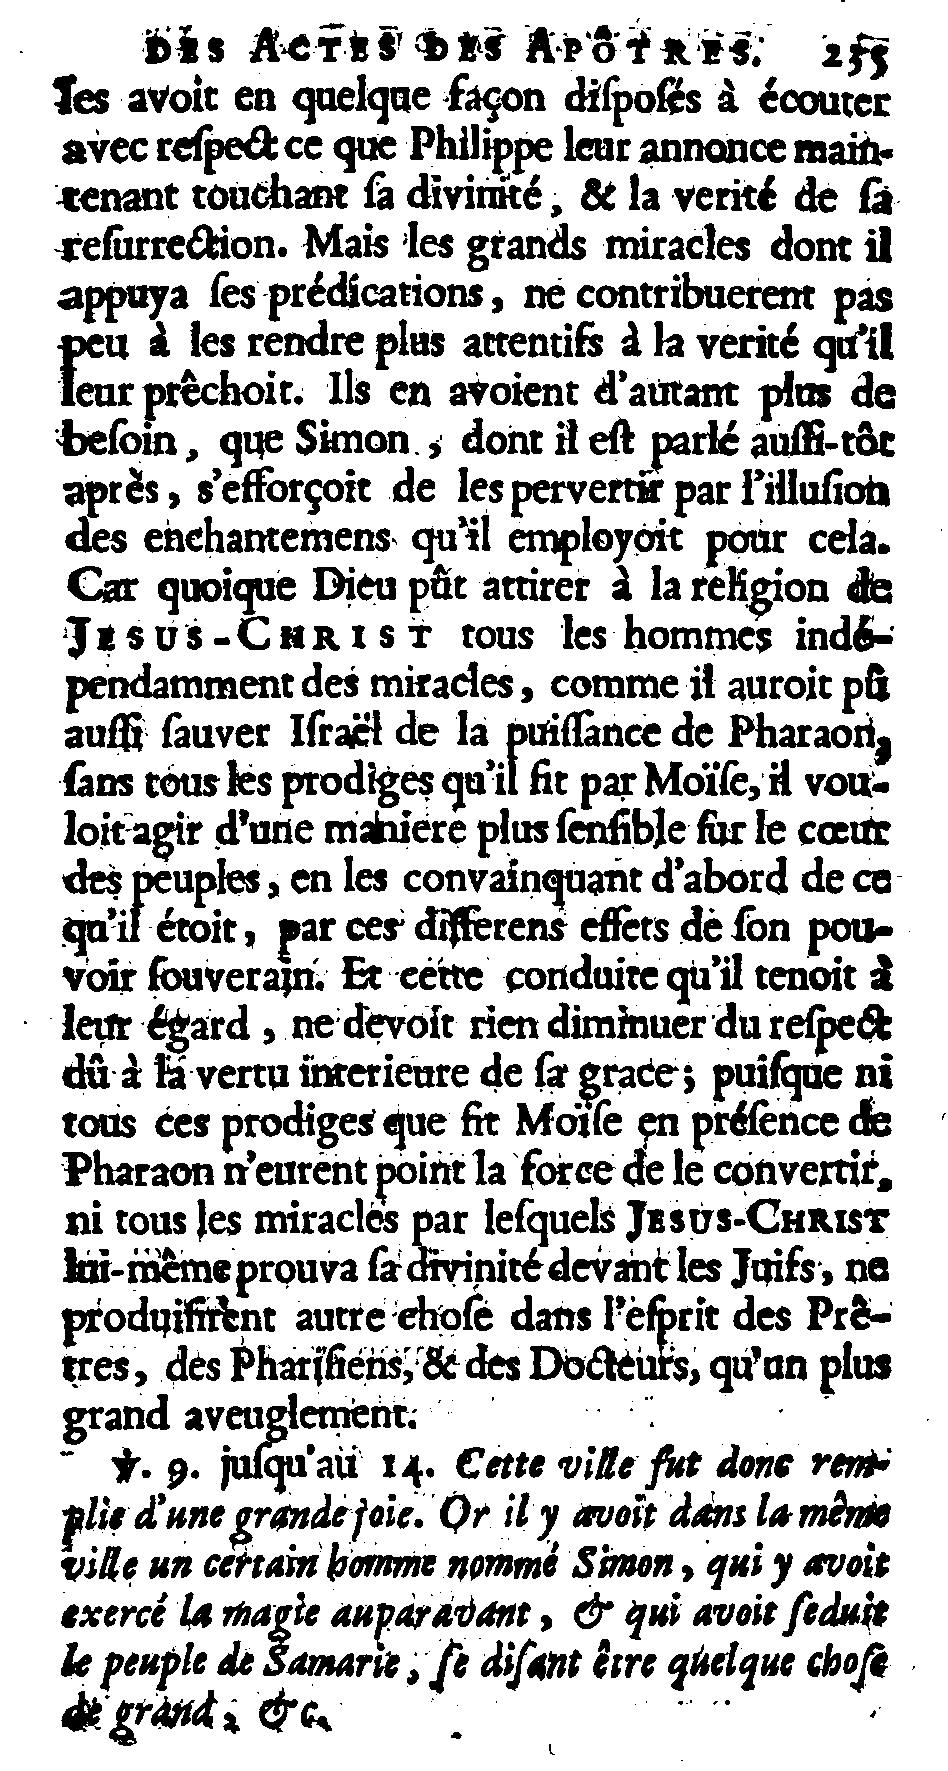 DES ACTES DES APÔTRES. 255
les avoit en quelque façon diſpoſés à écouter
avec reſpect ce que Philippe leur annonce main-
tenant touchant ſa divinité, & la verité de ſa
reſurrection. Mais les grands miracles dont il
appuya ſes prédications, ne contribuerent pas
peu à les rendre plus attentifs à la verité qu'il
leur prêchoit. Ils en avoient d'autant plus de
beſoin, que Simon, dont il eſt parlé auſſi-tôt
après, s'efforçoit de les pervertir par l'illuſion
des enchantemens qu'il employoit pour cela.
Car quoique Dieu pût attirer à la religion de
JESUS-CHRIST tous les hommes indé-
pendamment des miracles, comme il auroit pû
auſſi ſauver Iſraël de la puiſſance de Pharaon,
ſans tous les prodiges qu'il fit par Moïſe, il vou-
loit agir d'une maniere plus ſenſible ſur le cœur
des peuples, en les convainquant d'abord de ce
qu'il étoit, par ces differens effets de ſon pou-
voir ſouverain. Et cette conduite qu'il tenoit à
leur égard, ne devoit rien diminuer du reſpect
dû à la vertu interieure de ſa grace; puiſque ni
tous ces prodiges que fit Moïſe en préſence de
Pharaon n'eurent point la force de le convertir,
ni tous les miracles par leſquels JESUS-CHRIST
lui-même prouva ſa divinité devant les Juifs, ne
produiſirent autre choſe dans l'eſprit des Prê-
tres, des Phariſiens, & des Docteurs, qu'un plus
grand aveuglement.
℣. 9. juſqu'au 14. Cette ville fut donc rem-
plie d'une grande joie. Or il y avoit dans la même
ville un certain homme nommé Simon, qui y avoit
exercé la magie auparavant, & qui avoit ſeduit
le peuple de Samarie, ſe diſant être quelque choſe
de grand, &c.